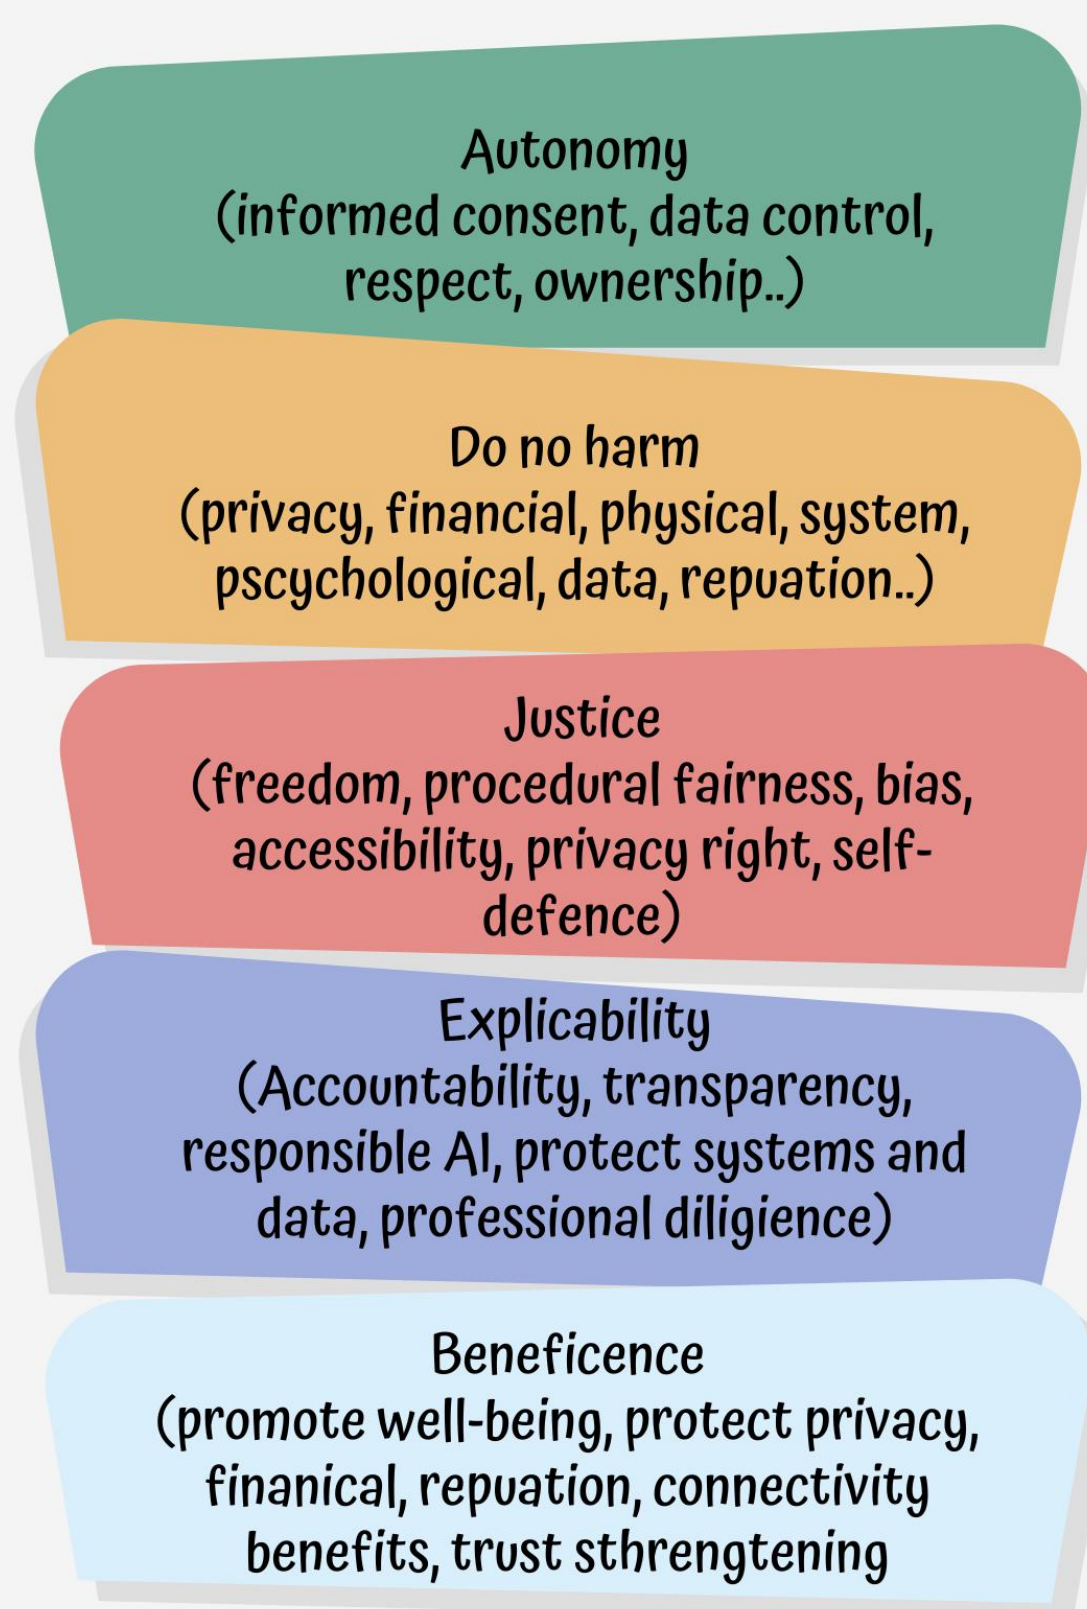 Autonomy
(informed consent, data control,
respect, ownership..)
Do no harm
(privacy, financial, physical, system,
pscychological, data, repuation..)
Justice
(freedom, procedural fairness, bias,
accessibility, privacy right, self-
defence)
Explicability
(Accountability, transparency,
responsible AI, protect systems and
data, professional diligience)
Beneficence
(promote well-being, protect privacy,
finanical, repuation, connectivity
benefits, trust sthrengtening